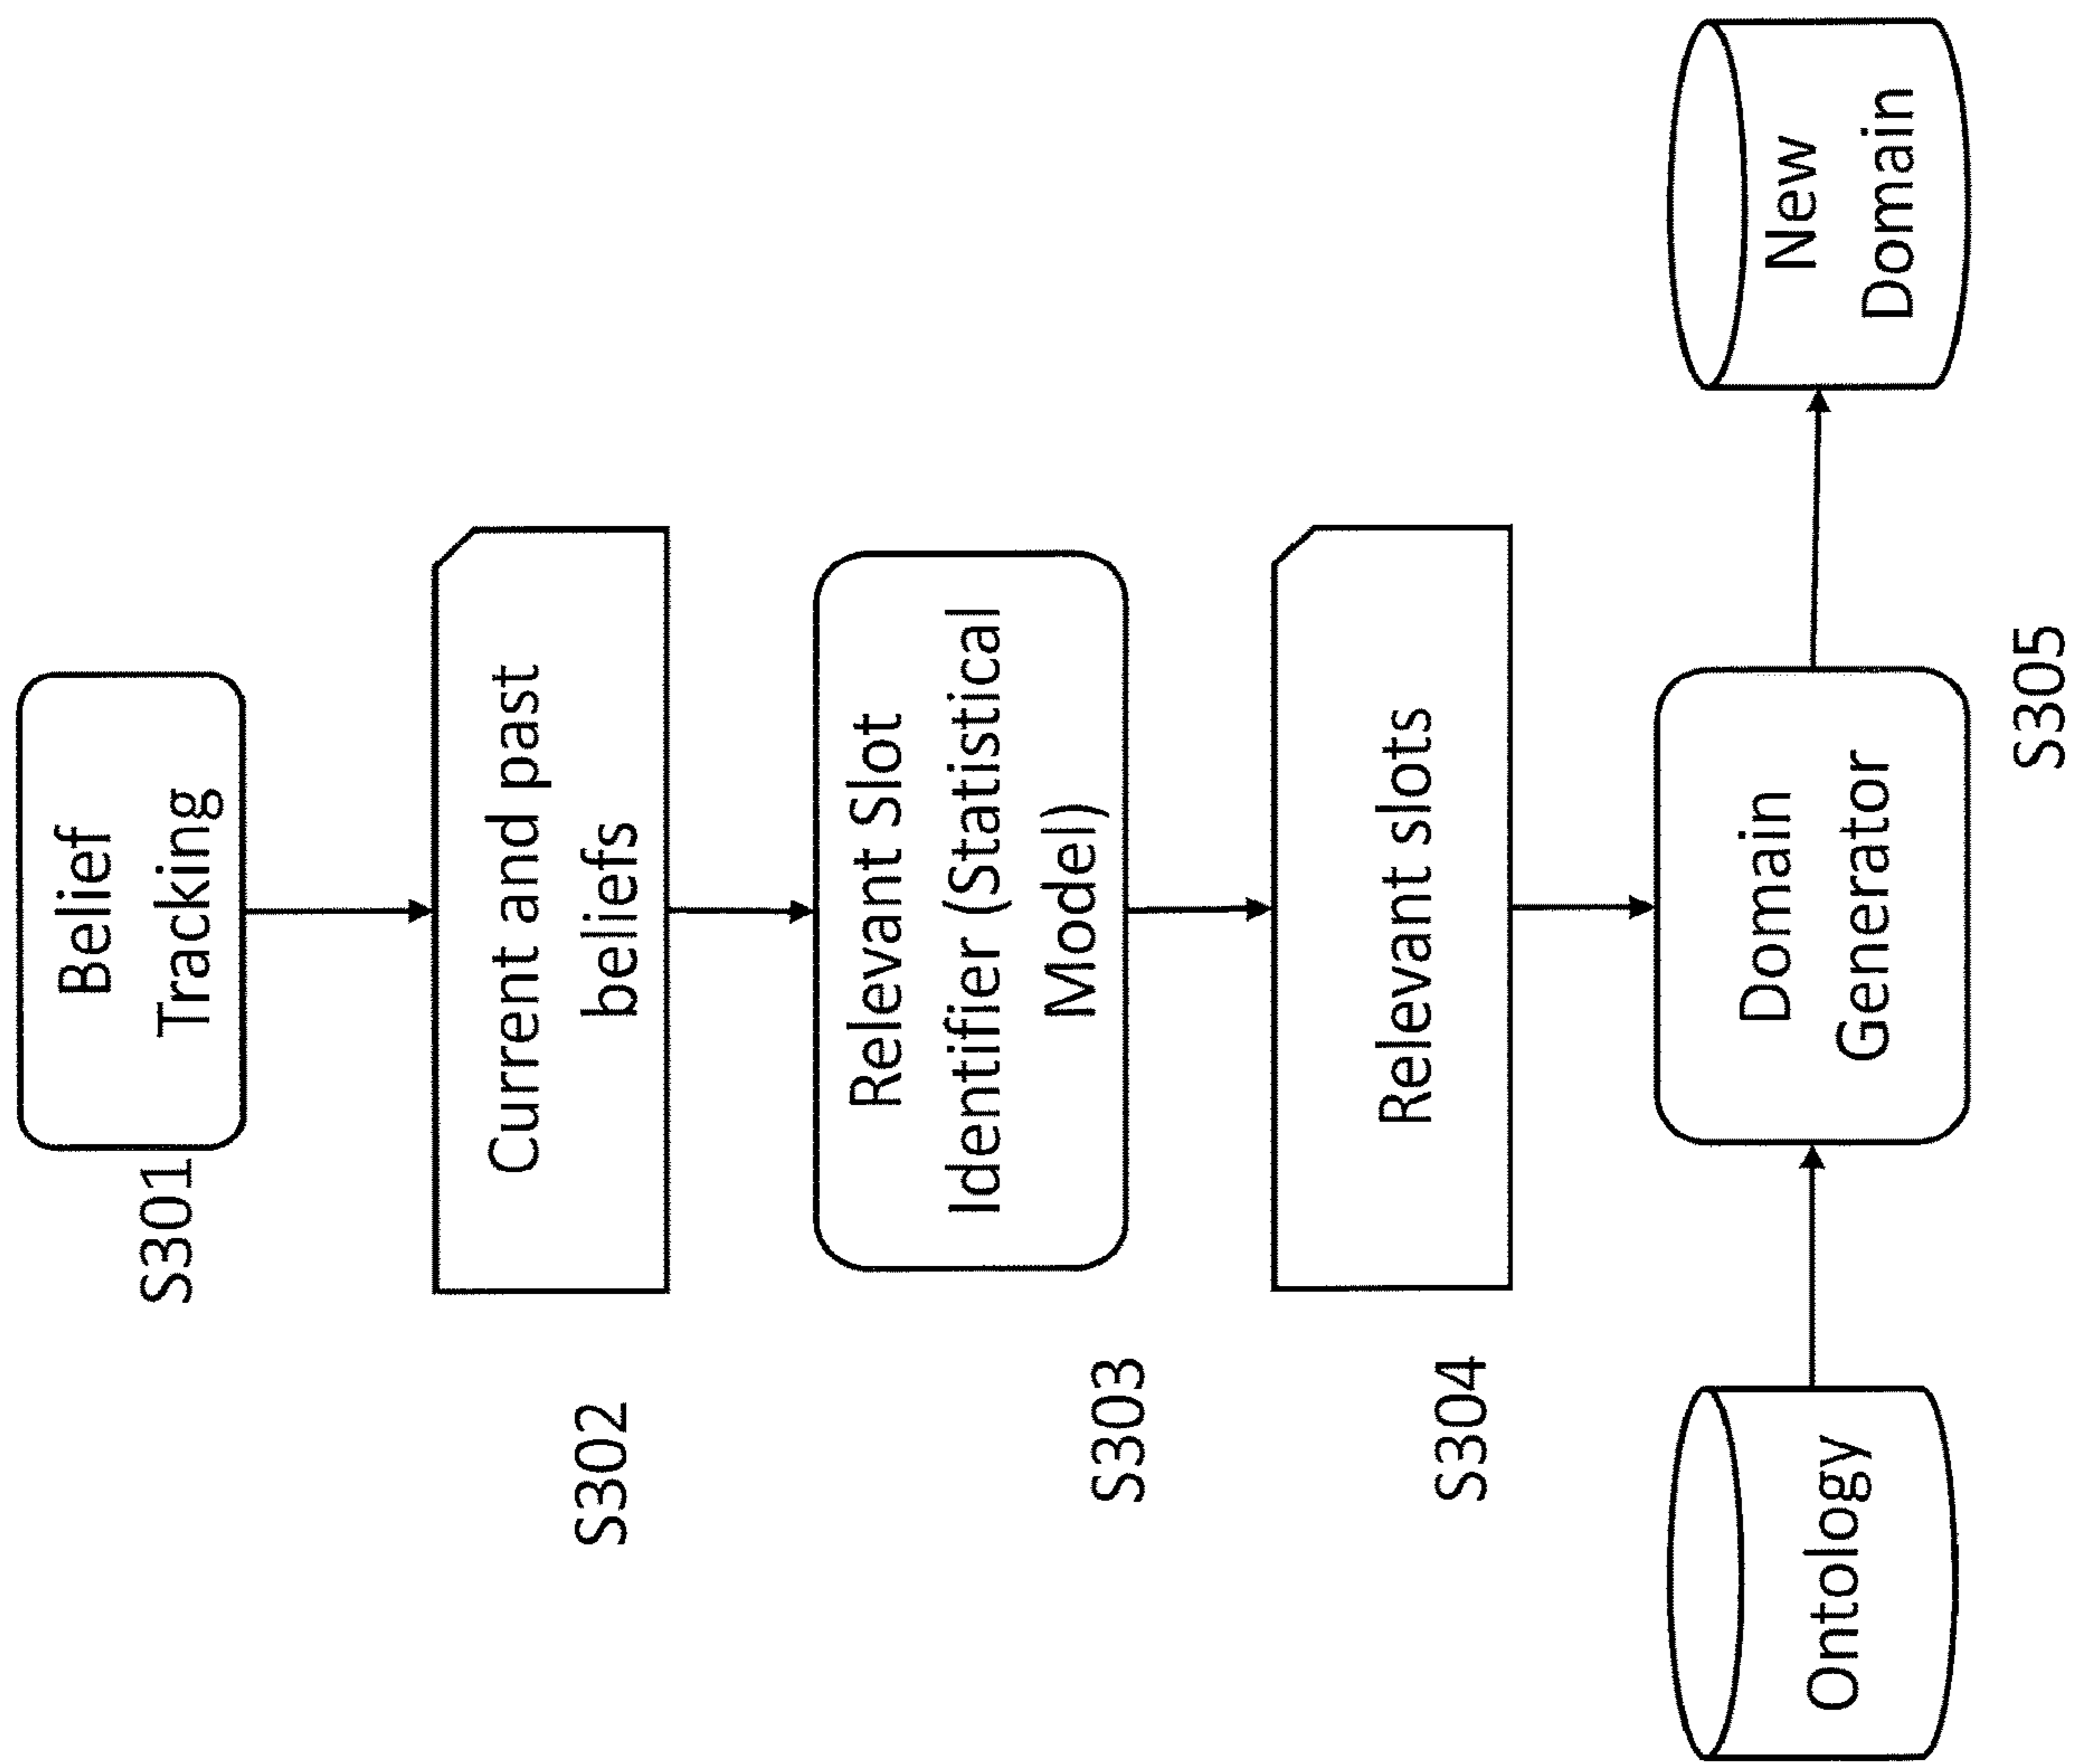 Belief
Tracking
S301
Current and past
beliefs
S302
Relevant Slot
Identifier (Statistical
Model)
S303
Relevant slots
S304
Ontology
Domain
Generator
S305
New
Domain